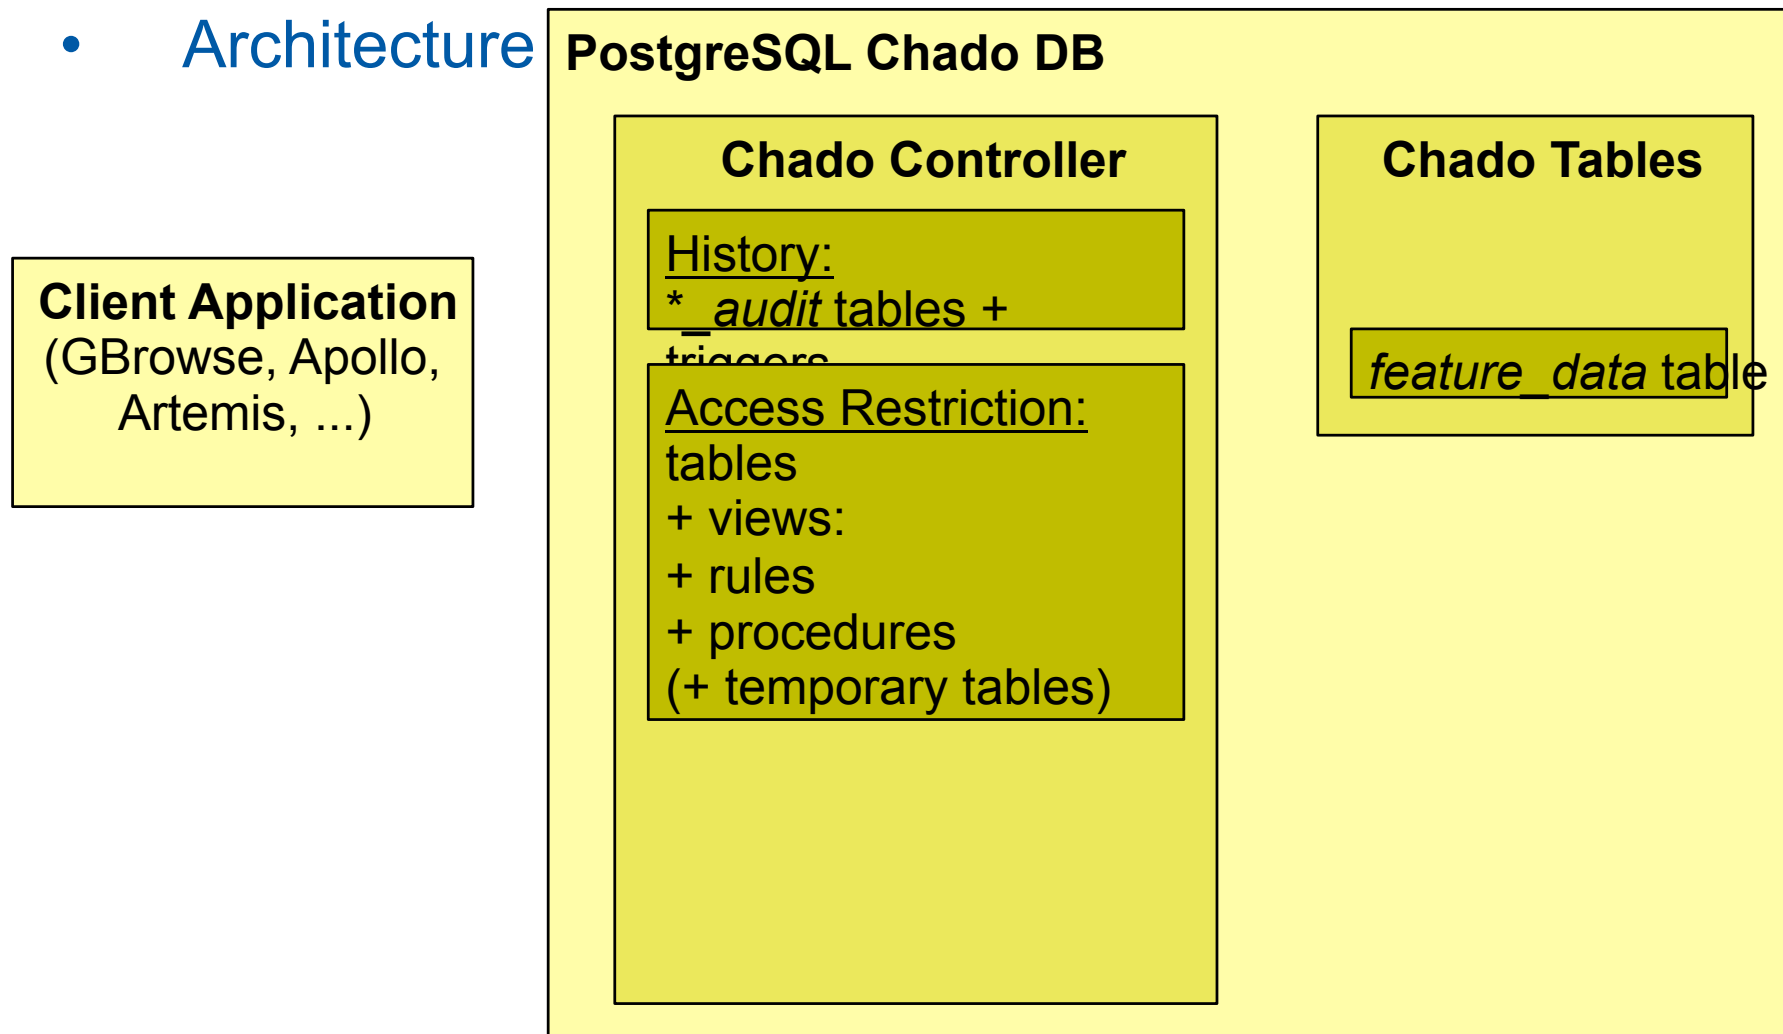 • Architecture
PostgreSQL Chado DB
Client Application
(GBrowse, Apollo,
Artemis, ...)
Chado Controller
History:
*_audit tables +
triggers
Access Restriction:
tables
+ views:
+ rules
+ procedures
(+ temporary tables)
Chado Tables
feature_data table